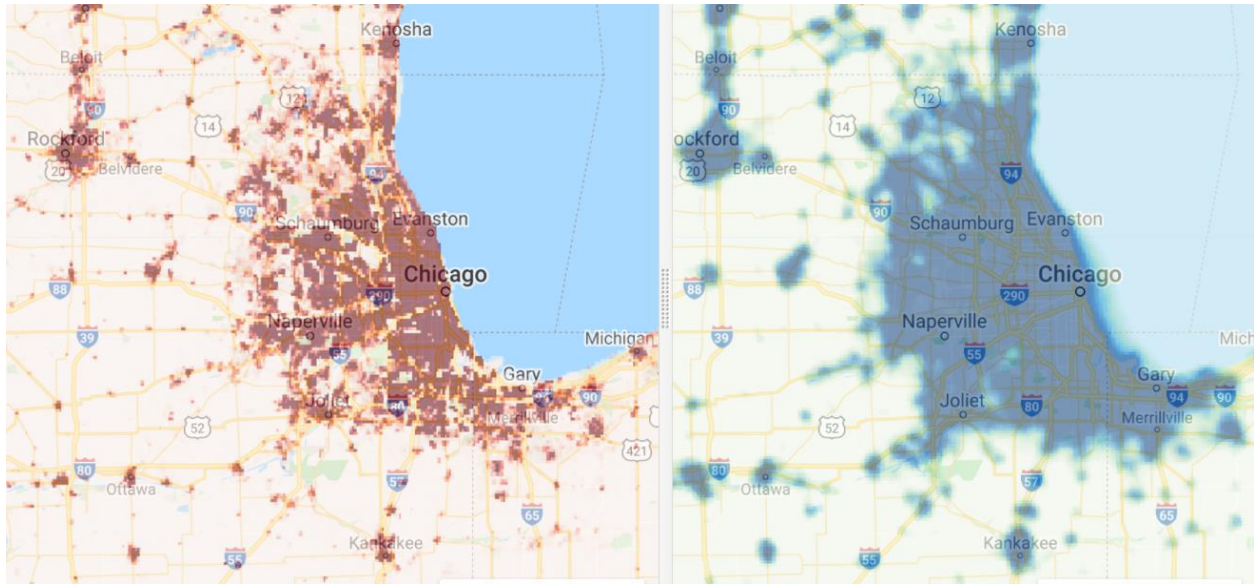 Kenosha
Beloit
12
90
14
Rockford
20
Belvidere
94
90
Schaumburg
Evanston
Chicago
88
290
39
Naperville
55
Michigan
Gary
90
Joliet
80
Merrillville
52
421
80
Ottawa
57
65
Kankakee
55
Kenosha
Beloit
90
12
14
ockford
20
Belvidere
94
90
Schaumburg
Evanston
Chicago
88
290
39
Naperville
55
Mich
Gary
94
90
Joliet
80
Merrillville
52
80
Ottawa
57
65
Kankakee
55